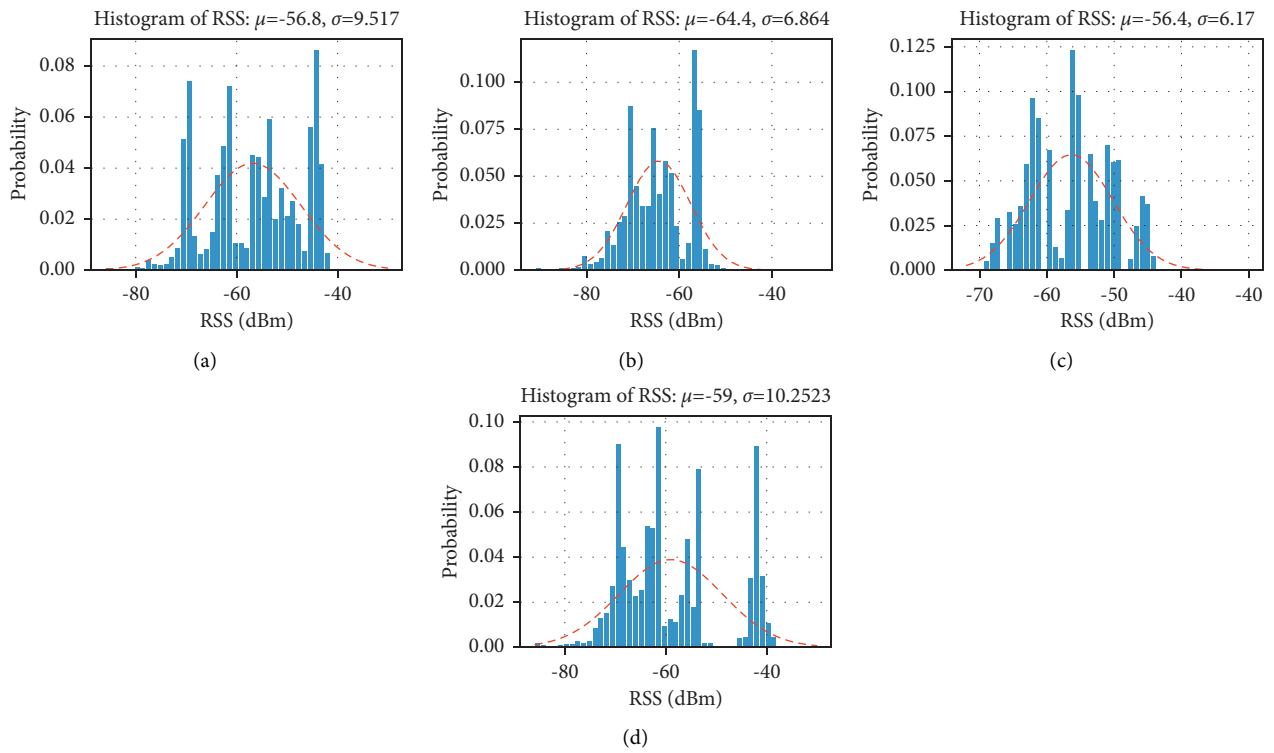 Histogram of RSS: μ=-56.8, σ=9.517
Probability
0.08
0.06
0.04
0.02
0.00
-80
-60
-40
RSS (dBm)
(a)
Histogram of RSS: μ=-64.4, σ=6.864
Probability
0.100
0.075
0.050
0.025
0.000
-80
-60
-40
RSS (dBm)
(b)
Histogram of RSS: μ=-56.4, σ=6.17
Probability
0.125
0.100
0.075
0.050
0.025
0.000
-70
-60
-50
-40
-40
RSS (dBm)
(c)
Histogram of RSS: μ=-59, σ=10.2523
Probability
0.10
0.08
0.06
0.04
0.02
0.00
-80
-60
-40
RSS (dBm)
(d)